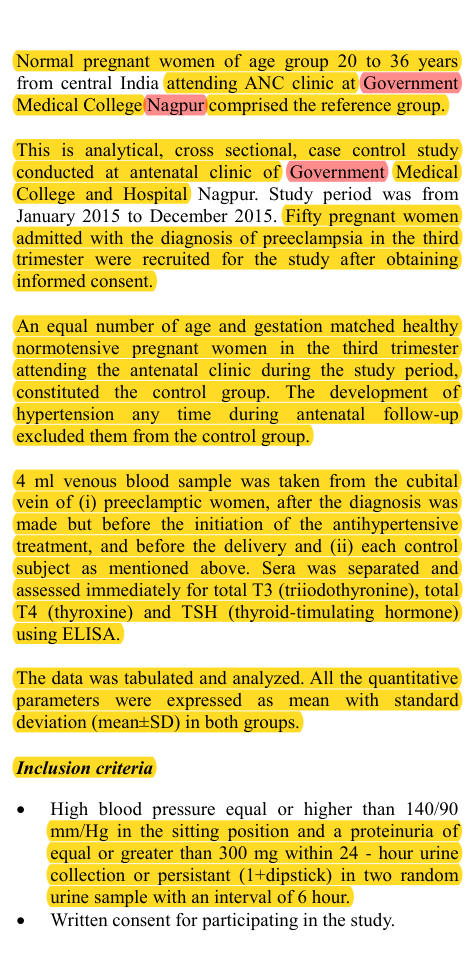 Normal pregnant women of age group 20 to 36 years
from central India attending ANC clinic at Government
Medical College Nagpur comprised the reference group.
This is analytical, cross sectional, case control study
conducted at antenatal clinic of Government Medical
College and Hospital Nagpur. Study period was from
January 2015 to December 2015. Fifty pregnant women
admitted with the diagnosis of preeclampsia in the third
trimester were recruited for the study after obtaining
informed consent.
An equal number of age and gestation matched healthy
normotensive pregnant women in the third trimester
attending the antenatal clinic during the study period,
constituted the control group. The development of
hypertension any time during antenatal follow-up
excluded them from the control group.
4 ml venous blood sample was taken from the cubital
vein of (i) preeclamptic women, after the diagnosis was
made but before the initiation of the antihypertensive
treatment, and before the delivery and (ii) each control
subject as mentioned above. Sera was separated and
assessed immediately for total T3 (triiodothyronine), total
T4 (thyroxine) and TSH (thyroid-timulating hormone)
using ELISA.
The data was tabulated and analyzed. All the quantitative
parameters were expressed as mean with standard
deviation (mean±SD) in both groups.
Inclusion criteria
• High blood pressure equal or higher than 140/90
mm/Hg in the sitting position and a proteinuria of
equal or greater than 300 mg within 24 - hour urine
collection or persistant (1+dipstick) in two random
urine sample with an interval of 6 hour.
• Written consent for participating in the study.